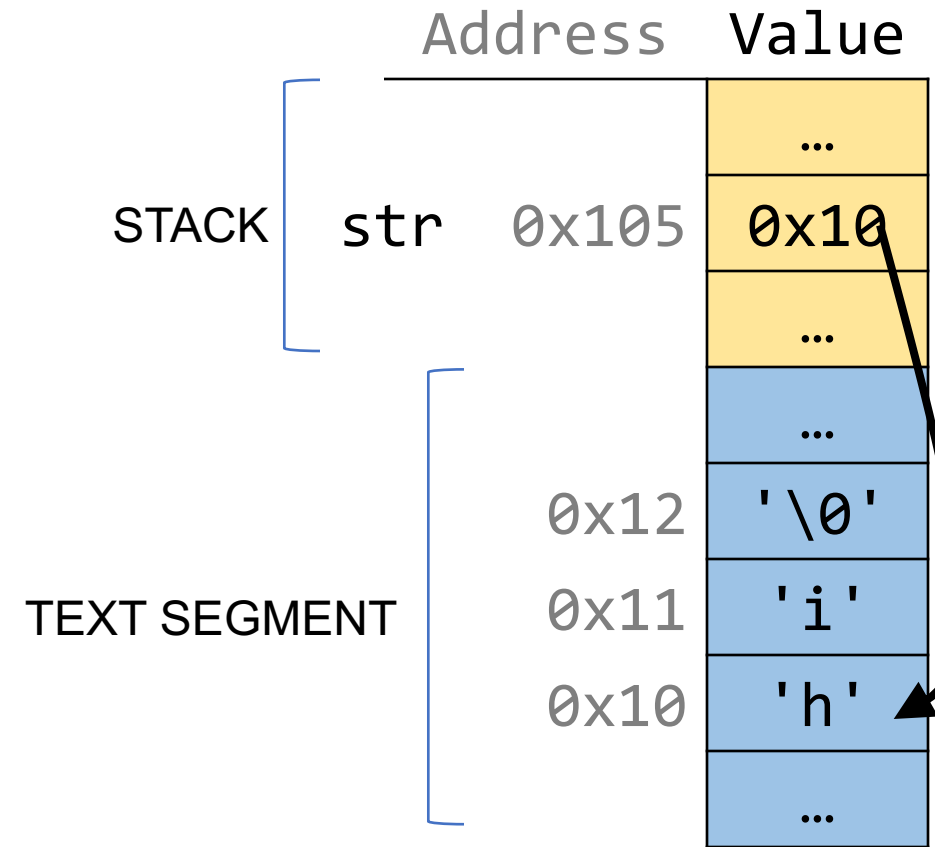 Address Value
…
STACK str 0x105 0x10
…
…
0x12 '\0'
0x11 'i'
TEXT SEGMENT
0x10 'h'
…